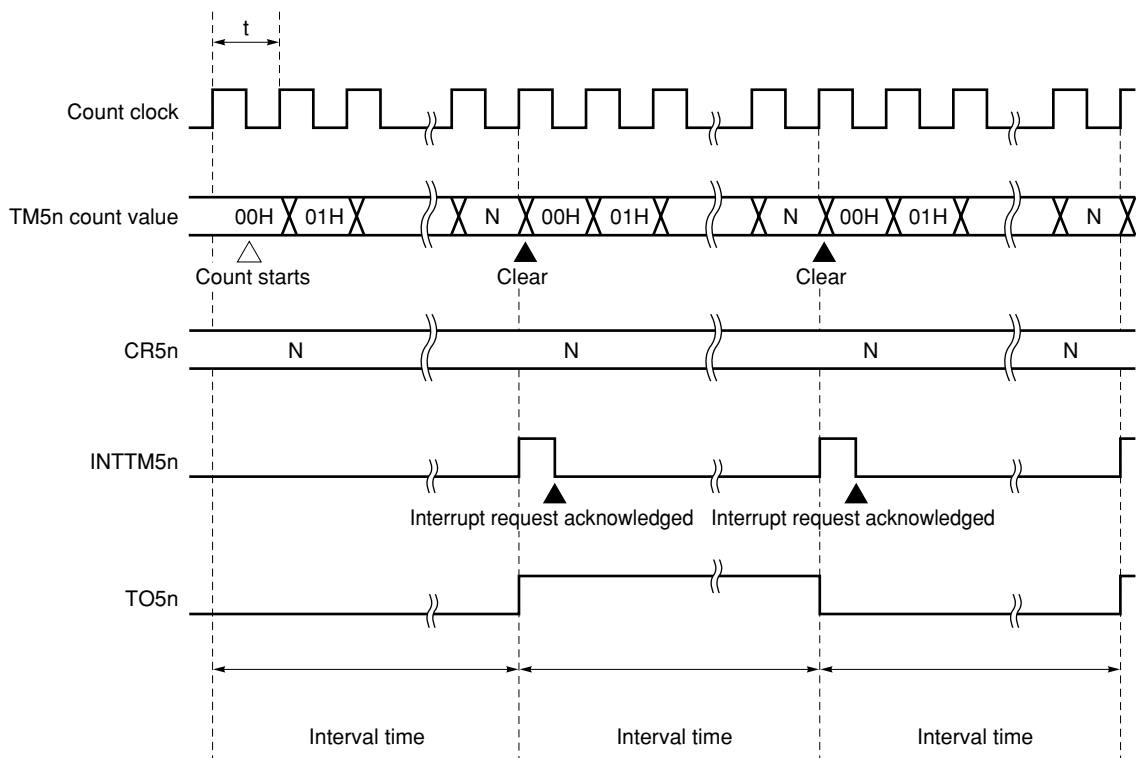 t
Count clock
TM5n count value 00H 01H N 00H 01H N 00H 01H N
Count starts Clear Clear
CR5n N N N N
INTTM5n
Interrupt request acknowledged Interrupt request acknowledged
TO5n
Interval time Interval time Interval time